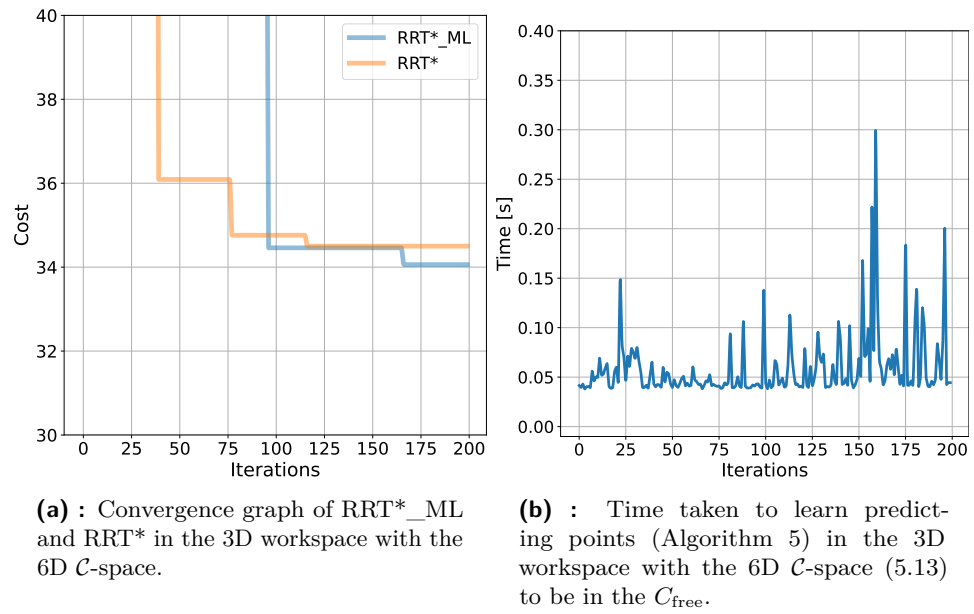 40
38
36
34
32
30
Cost
0
25
50
75
100
125
150
175
200
Iterations
RRT*_ML
RRT*
0.40
0.35
0.30
0.25
0.20
0.15
0.10
0.05
0.00
Time [s]
0
25
50
75
100
125
150
175
200
Iterations
(a) : Convergence graph of RRT*_ML
and RRT* in the 3D workspace with the
6D 𝒞-space.
(b) : Time taken to learn predict-
ing points (Algorithm 5) in the 3D
workspace with the 6D 𝒞-space (5.13)
to be in the C_free.